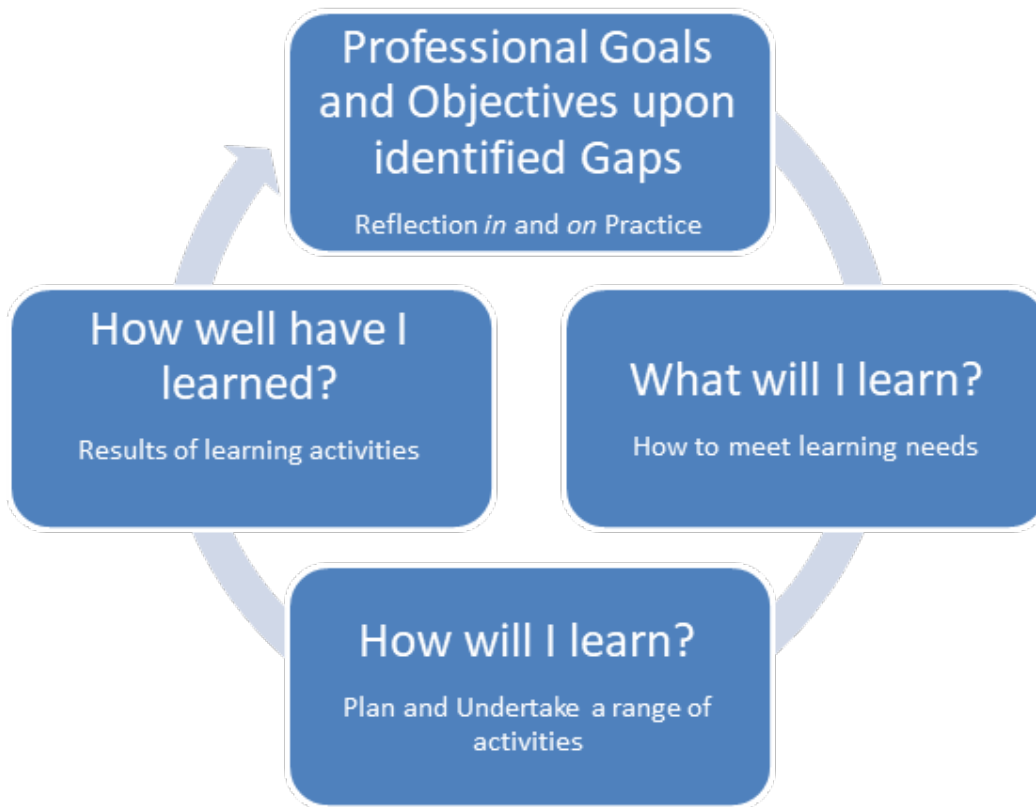 Professional Goals
and Objectives upon
identified Gaps
Reflection in and on Practice
What will I learn?
How to meet learning needs
How will I learn?
Plan and Undertake a range of
activities
How well have I
learned?
Results of learning activities